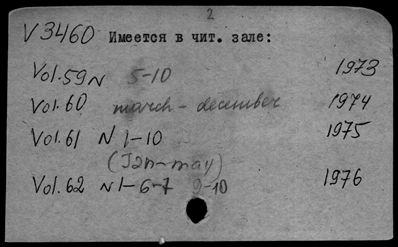 2
V3460 Имеется в чит. зале:
Vol. 59 N 5-10 1973
Vol. 60 march - december 1974
Vol. 61 N 1-10 1975
(Jan-may)
Vol. 62 N 1-6-7 9-10 1976